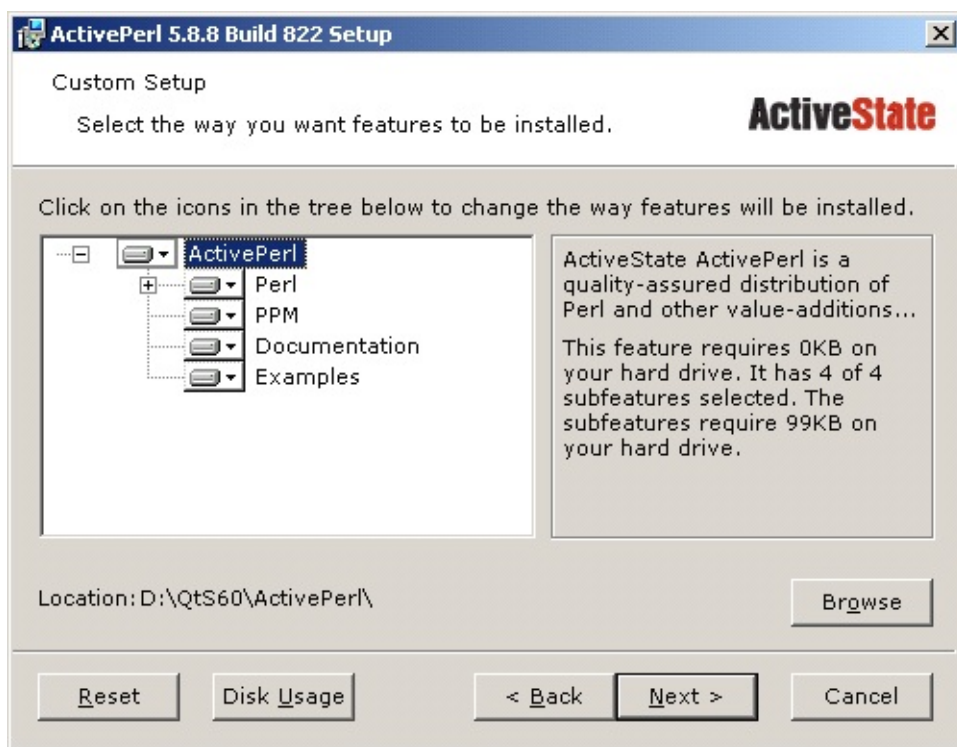 ActivePerl 5.8.8 Build 822 Setup
Custom Setup
Select the way you want features to be installed.
ActiveState
Click on the icons in the tree below to change the way features will be installed.
ActivePerl
Perl
PPM
Documentation
Examples
ActiveState ActivePerl is a
quality-assured distribution of
Perl and other value-additions...
This feature requires 0KB on
your hard drive. It has 4 of 4
subfeatures selected. The
subfeatures require 99KB on
your hard drive.
Location: D:\QtS60\ActivePerl\
Browse
Reset
Disk Usage
< Back
Next >
Cancel